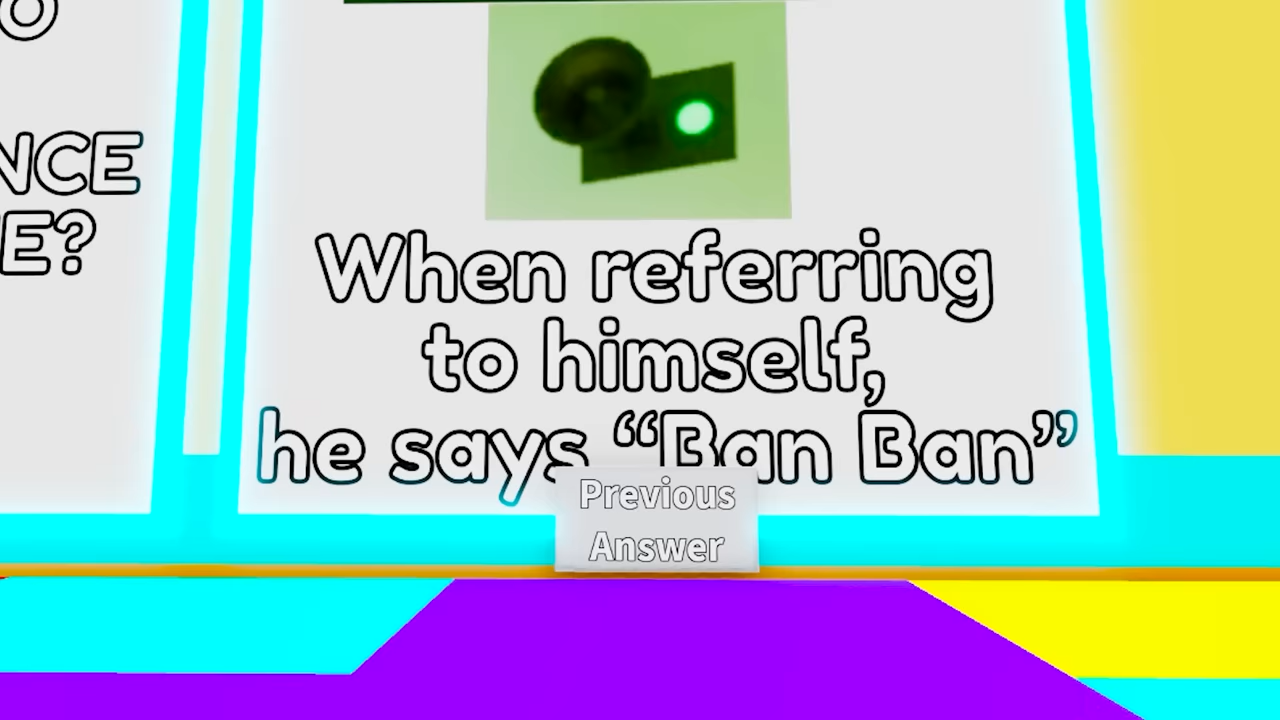 NCE
E?
When referring
to himself,
he says “Ban Ban”
Previous
Answer